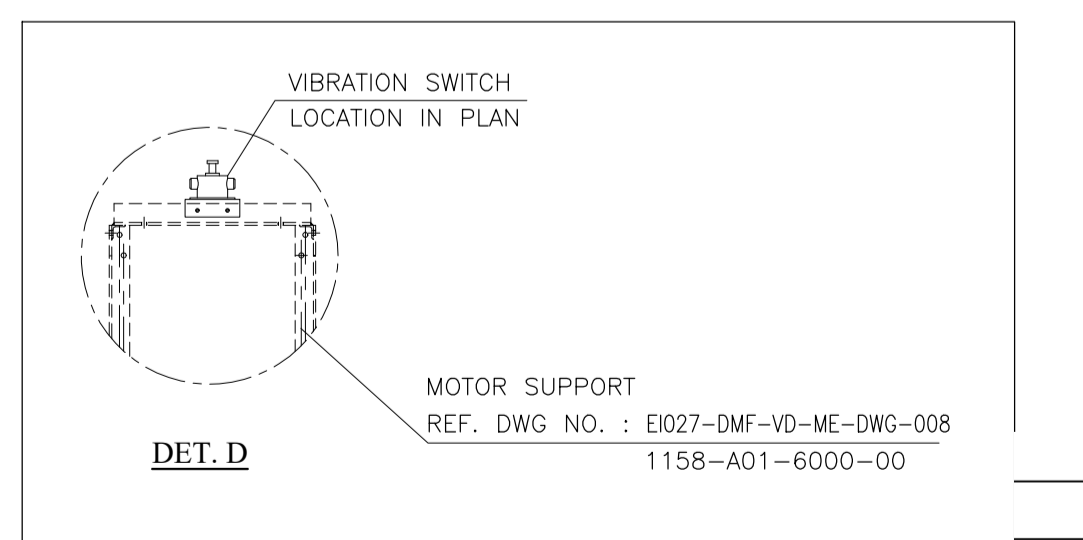 VIBRATION SWITCH
LOCATION IN PLAN
MOTOR SUPPORT
REF. DWG NO. : EI027-DMF-VD-ME-DWG-008
1158-A01-6000-00
DET. D